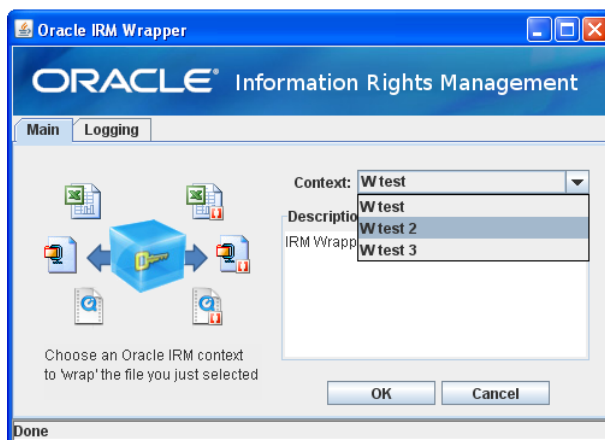 Oracle IRM Wrapper
ORACLE® Information Rights Management
Main Logging
Context: W test
W test
W test 2
W test 3
Descriptio
IRM Wrapp
Choose an Oracle IRM context
to 'wrap' the file you just selected
OK Cancel
Done